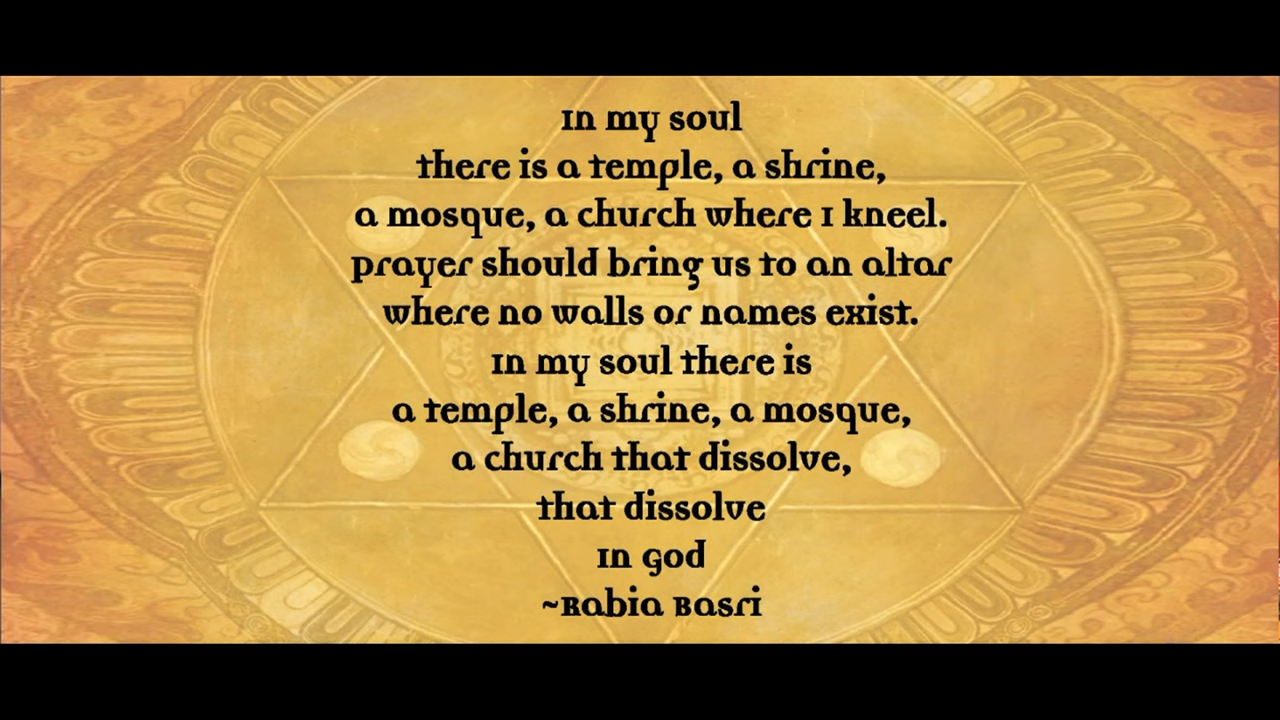 In my soul
there is a temple, a shrine,
a mosque, a church where I kneel.
prayer should bring us to an altar
where no walls or names exist.
In my soul there is
a temple, a shrine, a mosque,
a church that dissolve,
that dissolve
In God
~Rabia Basri